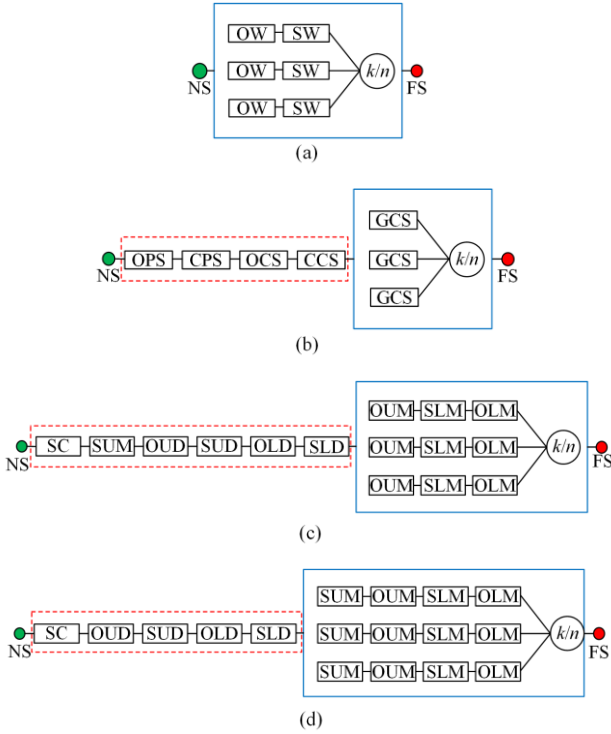 OW SW
NS OW SW k/n FS
OW SW
(a)
GCS
NS OPS CPS OCS CCS GCS k/n FS
GCS
(b)
OUM SLM OLM
NS SC SUM OUD SUD OLD SLD OUM SLM OLM k/n FS
OUM SLM OLM
(c)
SUM OUM SLM OLM
NS SC OUD SUD OLD SLD SUM OUM SLM OLM k/n FS
SUM OUM SLM OLM
(d)